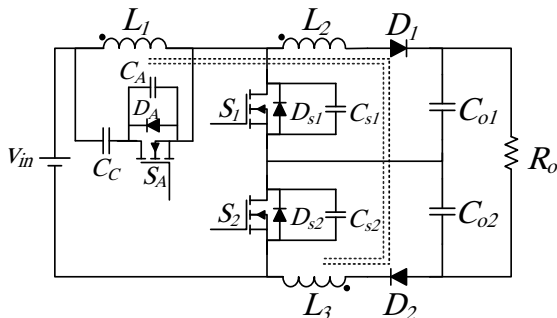 L1 L2 D1
CA
DA
S1 Ds1 Cs1 Co1
Vin CC SA Ro
S2 Ds2 Cs2 Co2
L3 D2